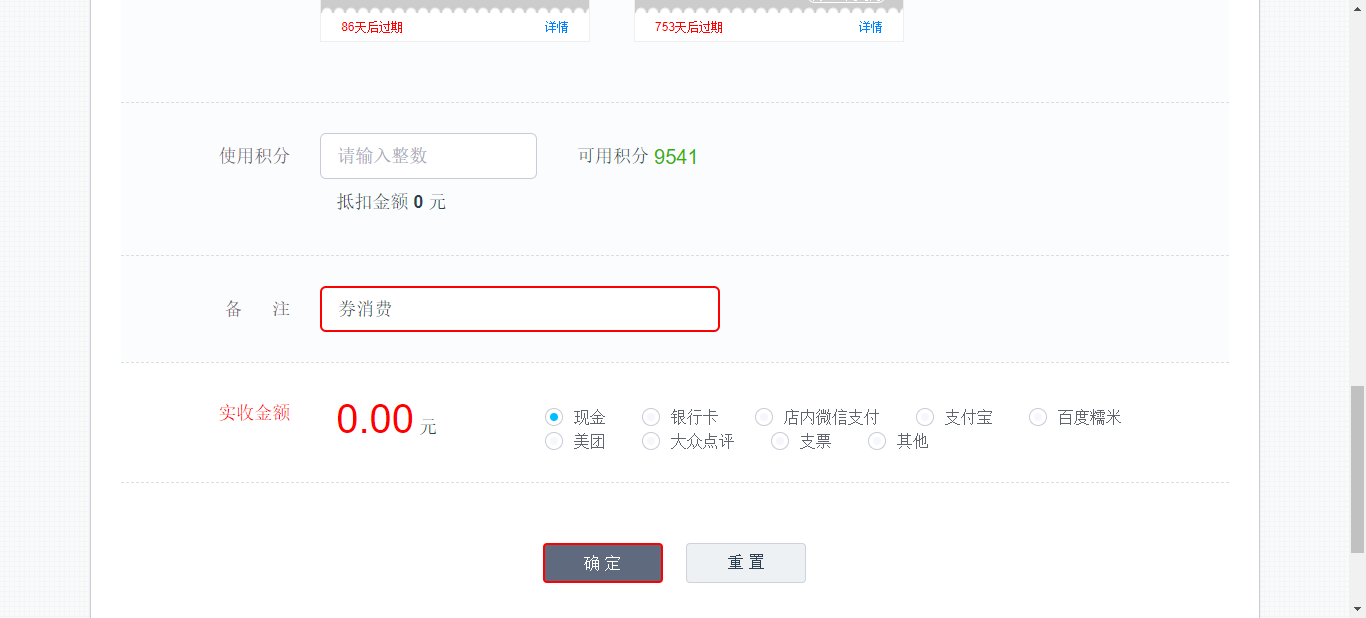 86天后过期 详情 753天后过期 详情
使用积分 请输入整数 可用积分 9541
抵扣金额 0 元
备 注 券消费
实收金额 0.00 元 现金 银行卡 店内微信支付 支付宝 百度糯米
美团 大众点评 支票 其他
确 定 重 置